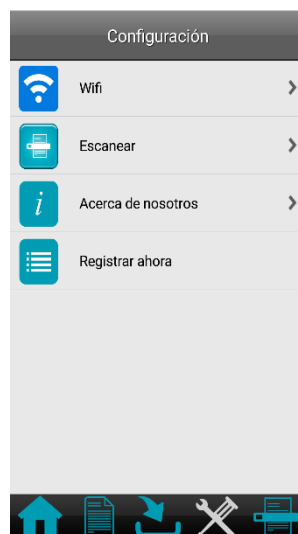 Configuración
Wifi
Escanear
Acerca de nosotros
Registrar ahora